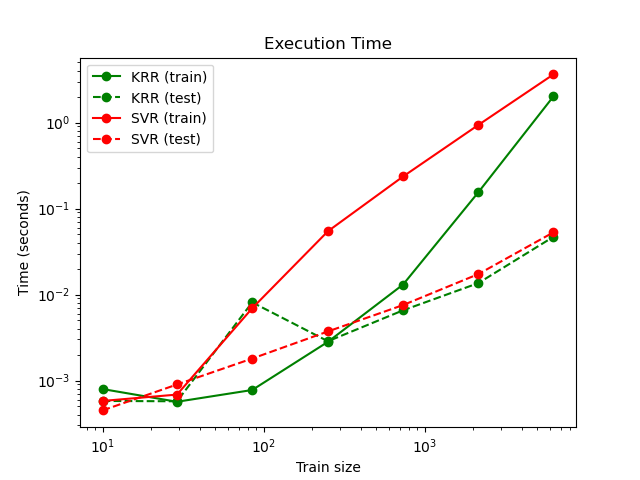 Execution Time
KRR (train)
KRR (test)
SVR (train)
SVR (test)
Time (seconds)
10⁰
10⁻¹
10⁻²
10⁻³
10¹
10²
10³
Train size